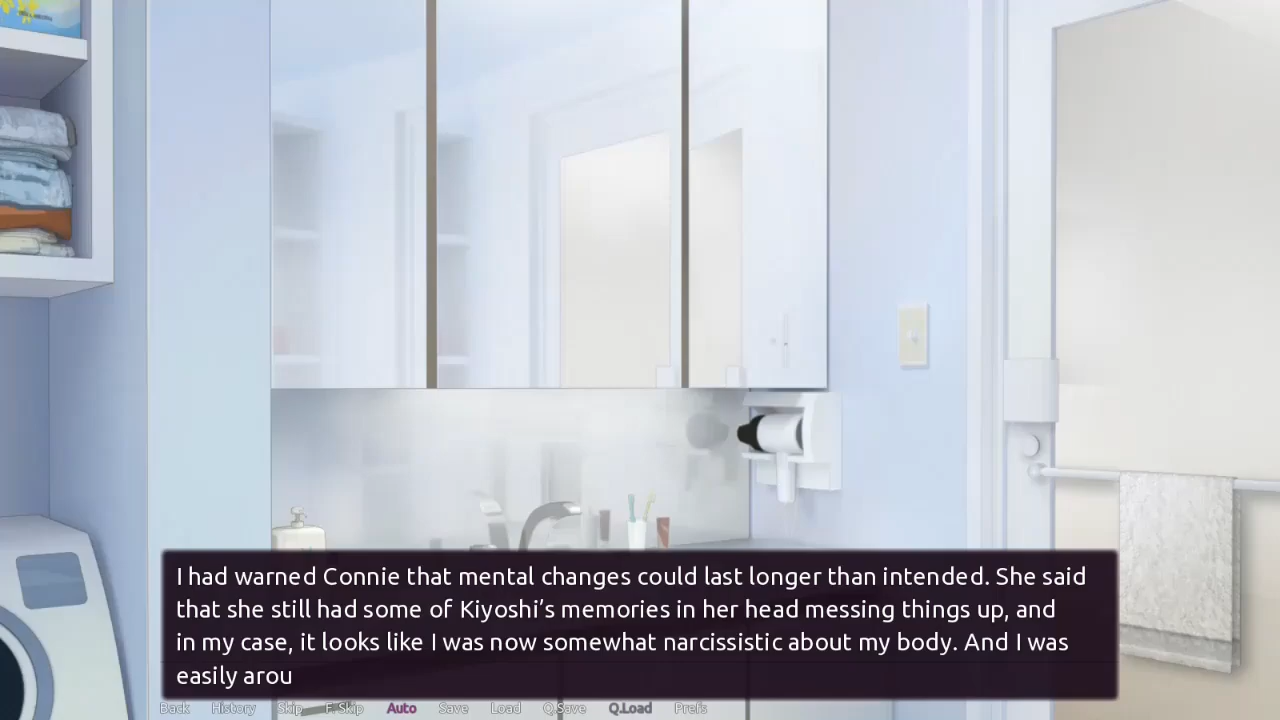 I had warned Connie that mental changes could last longer than intended. She said
that she still had some of Kiyoshi’s memories in her head messing things up, and
in my case, it looks like I was now somewhat narcissistic about my body. And I was
easily arou
Back History Skip F.Skip Auto Save Load Q.Save Q.Load Prefs